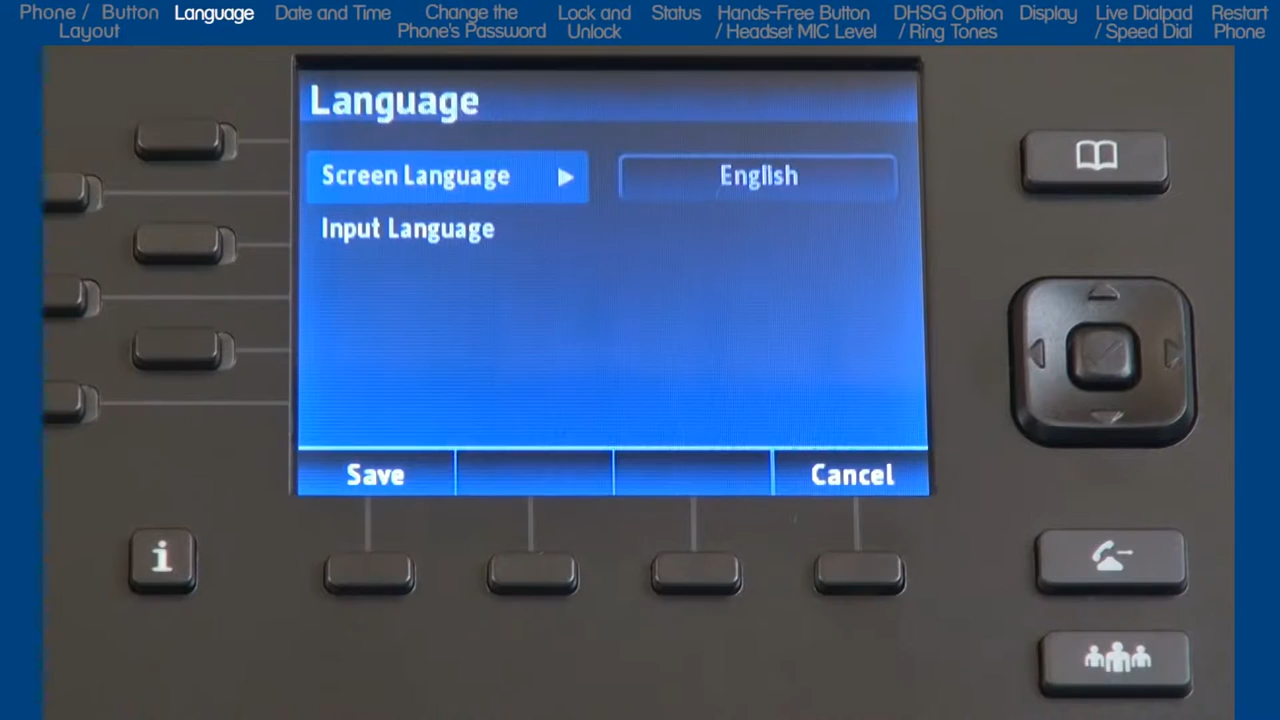 Phone / Button
Layout
Language
Date and Time
Change the
Phone's Password
Lock and
Unlock
Status
Hands-Free Button
/ Headset MIC Level
DHSG Option
/ Ring Tones
Display
Live Dialpad
/ Speed Dial
Restart
Phone
Language
Screen Language
English
Input Language
Save
Cancel
i